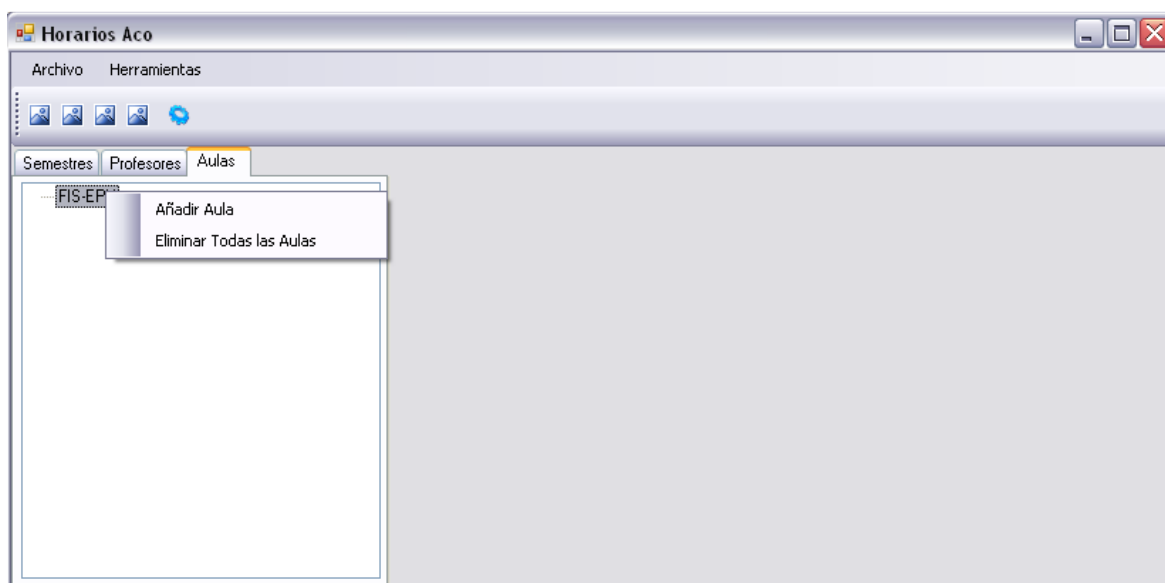 Horarios Aco
Archivo Herramientas
Semestres Profesores Aulas
Añadir Aula
Eliminar Todas las Aulas